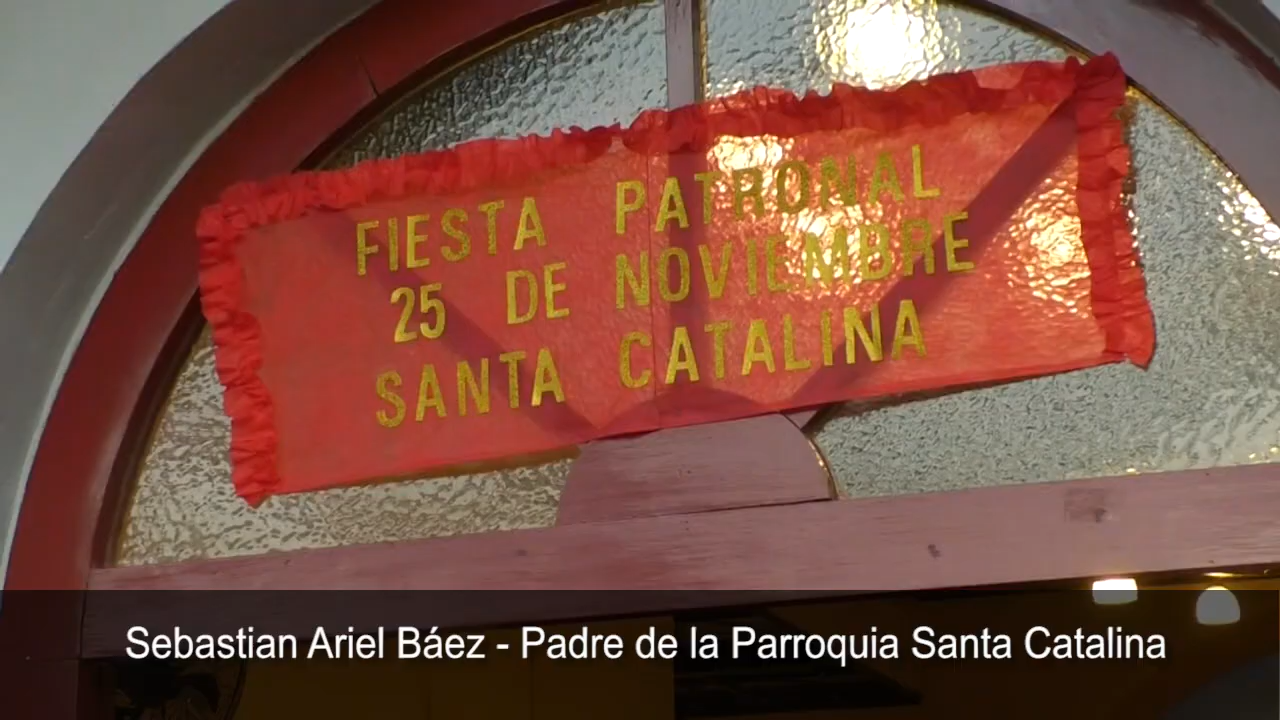 FIESTA PATRONAL
25 DE NOVIEMBRE
SANTA CATALINA
Sebastian Ariel Báez - Padre de la Parroquia Santa Catalina